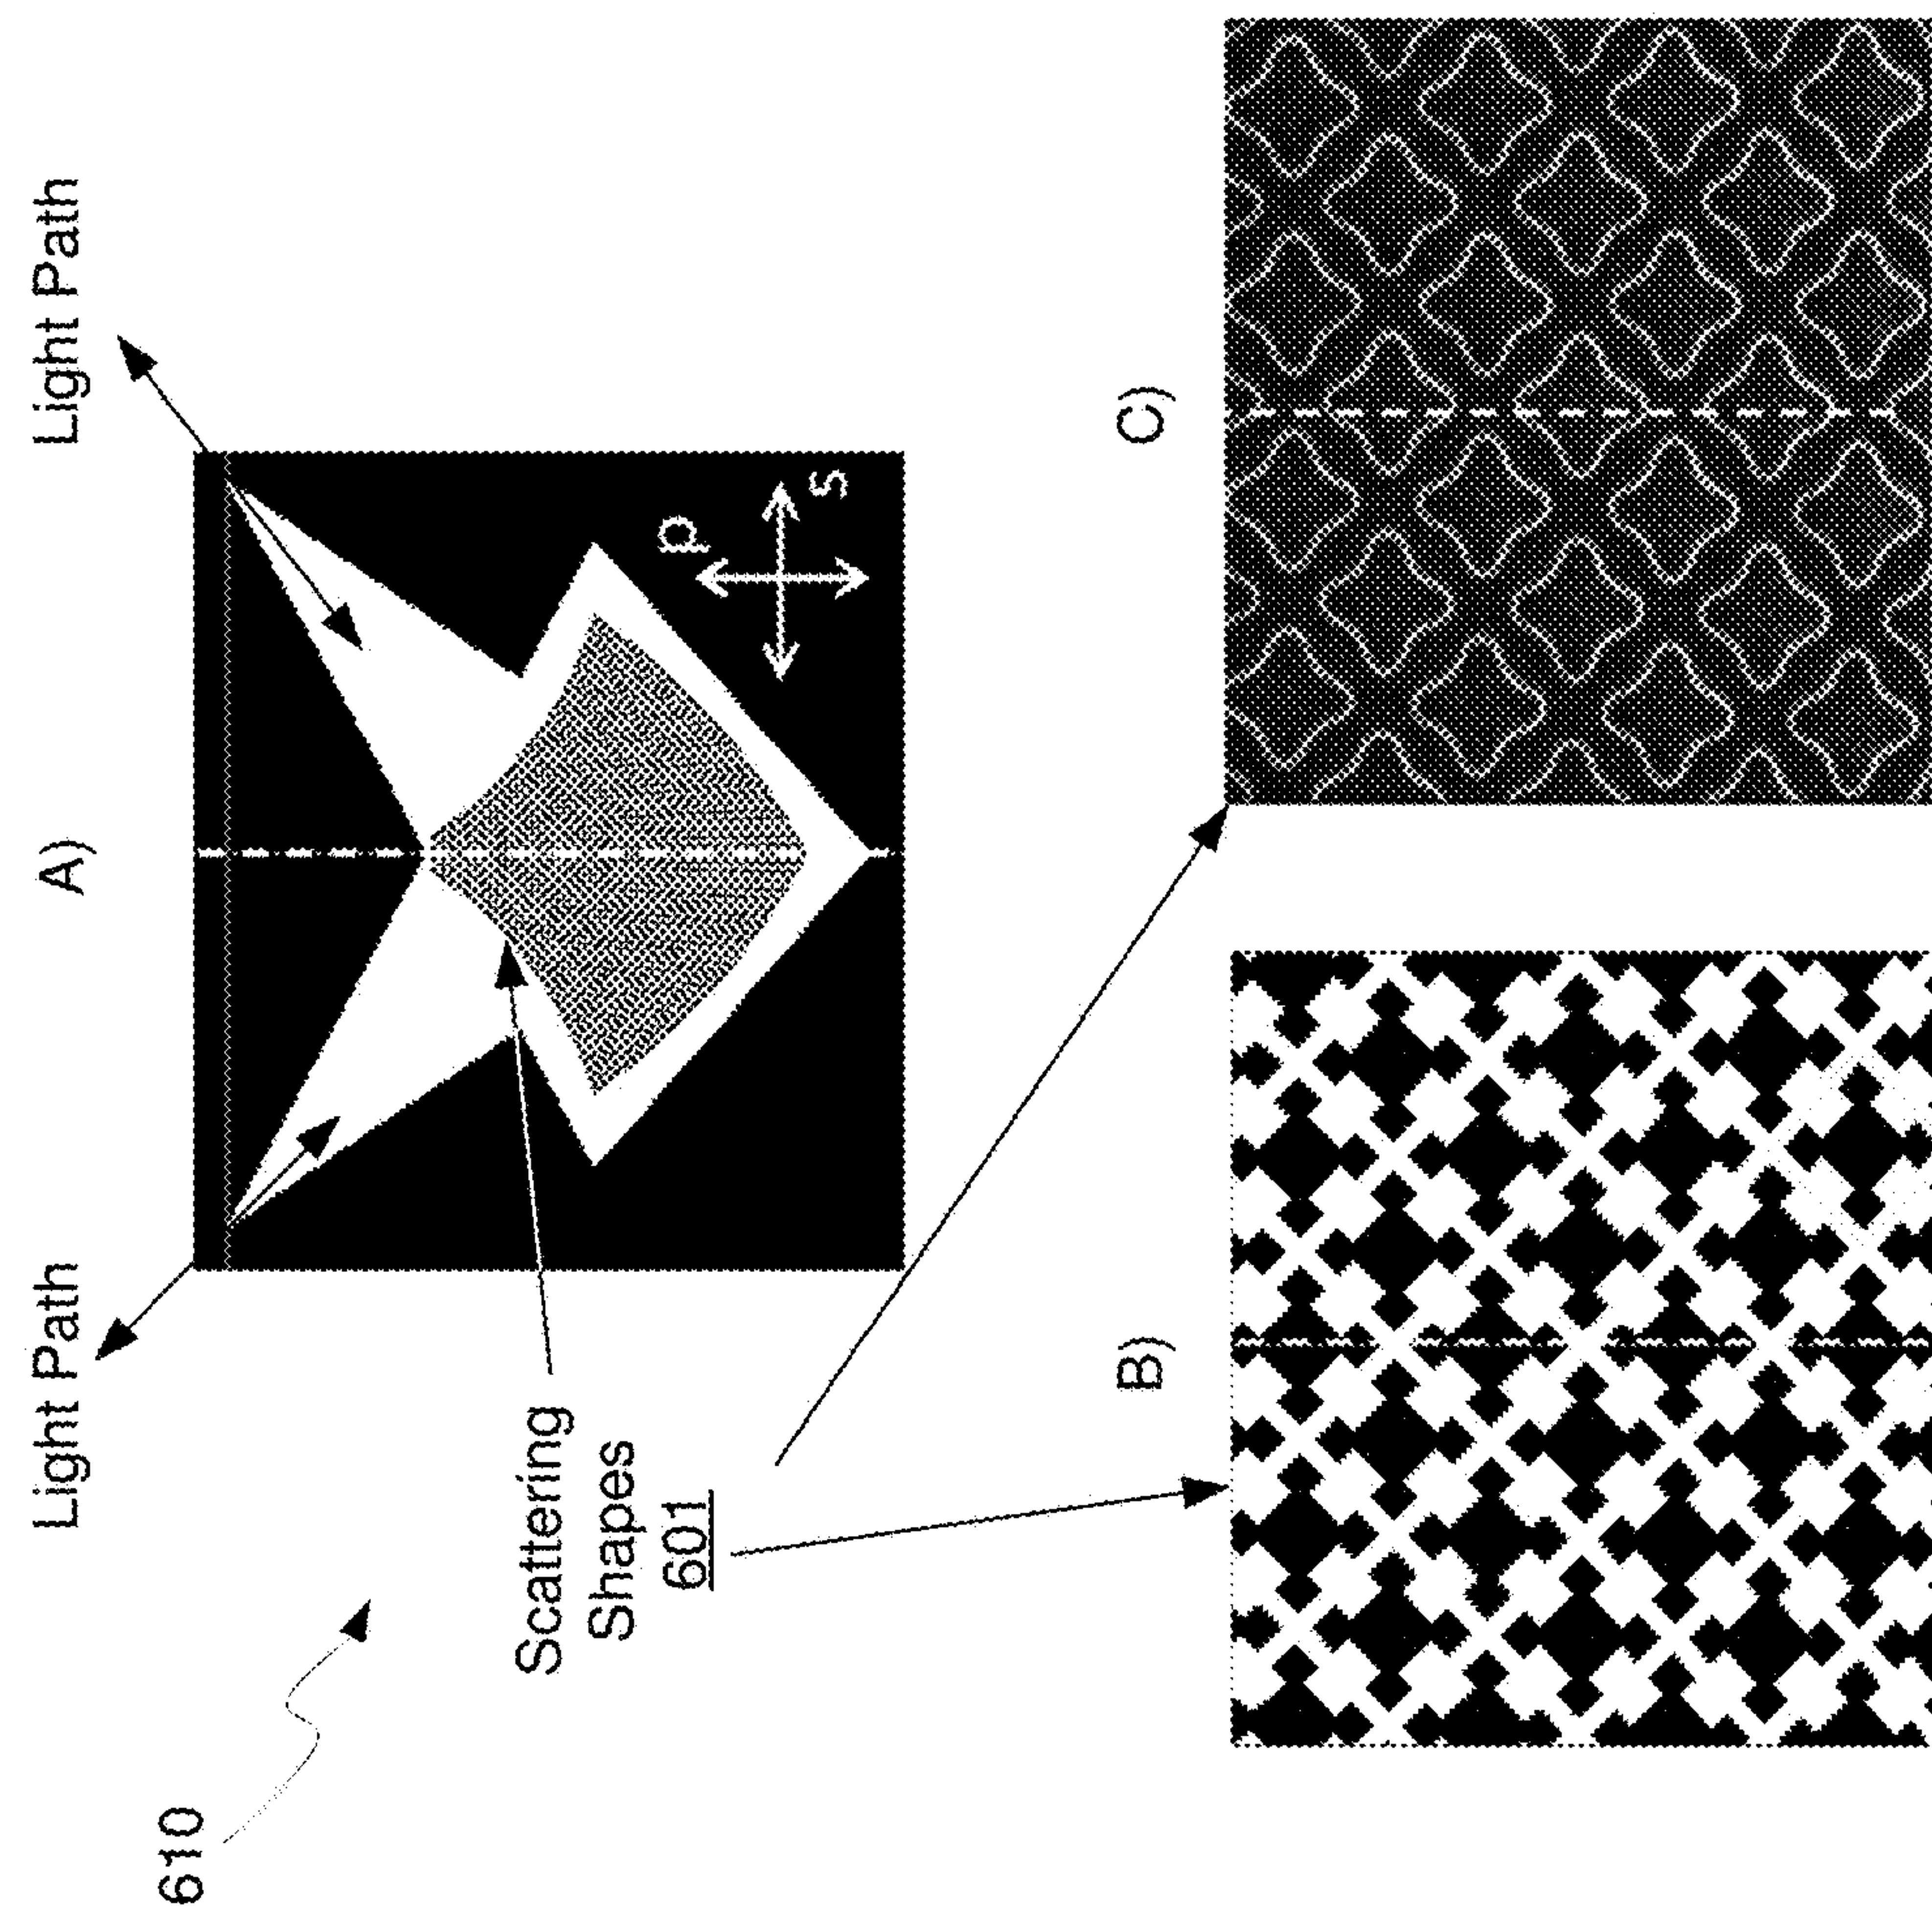 610
Light Path
A)
Light Path
Scattering
Shapes
601
p
s
B)
C)